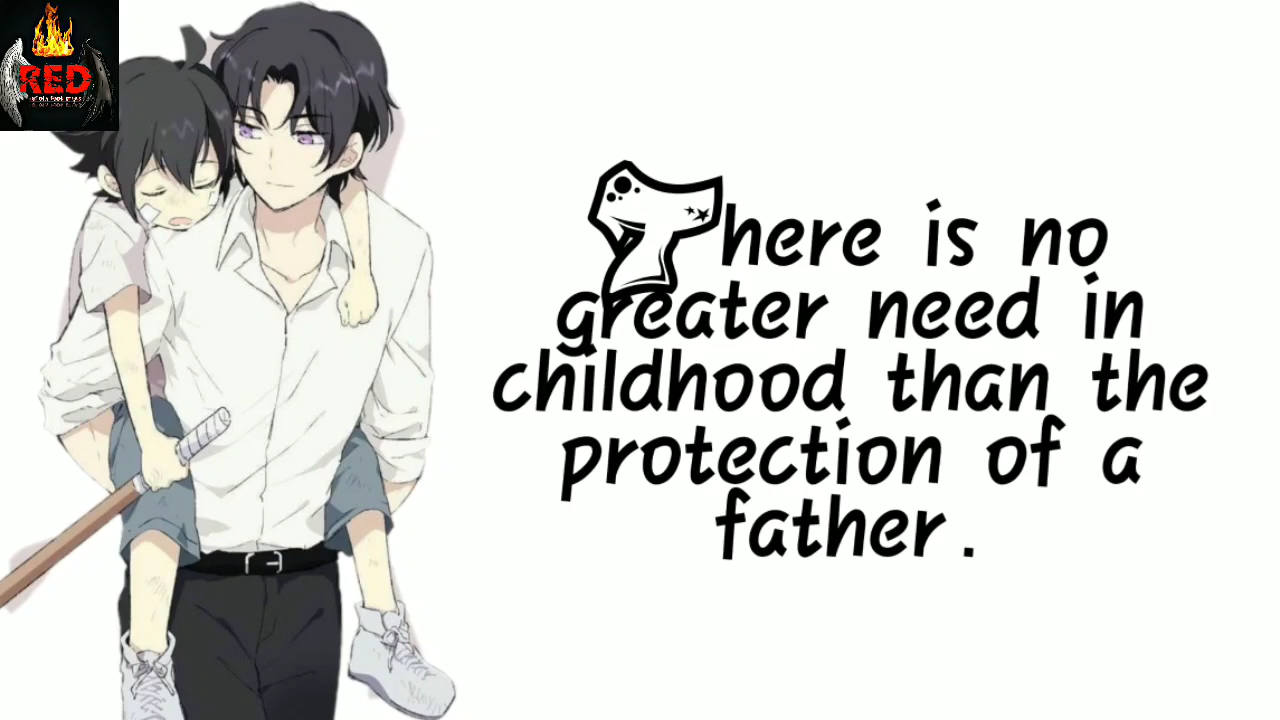 RED
There is no
greater need in
childhood than the
protection of a
father.